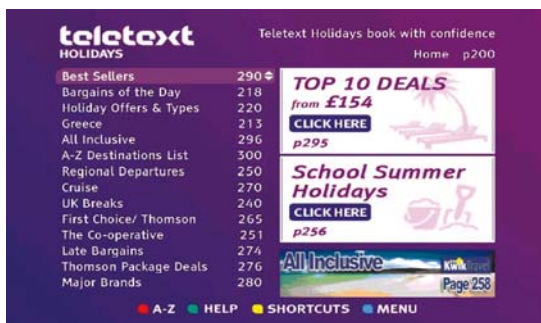 teletext
HOLIDAYS
Teletext Holidays book with confidence
Home p200
Best Sellers 290
Bargains of the Day 218
Holiday Offers & Types 220
Greece 213
All Inclusive 296
A-Z Destinations List 300
Regional Departures 250
Cruise 270
UK Breaks 240
First Choice/ Thomson 265
The Co-operative 251
Late Bargains 274
Thomson Package Deals 276
Major Brands 280
TOP 10 DEALS
from £154
CLICK HERE
p295
School Summer
Holidays
CLICK HERE
p256
All Inclusive
KwikTravel
Page 258
A-Z HELP SHORTCUTS MENU